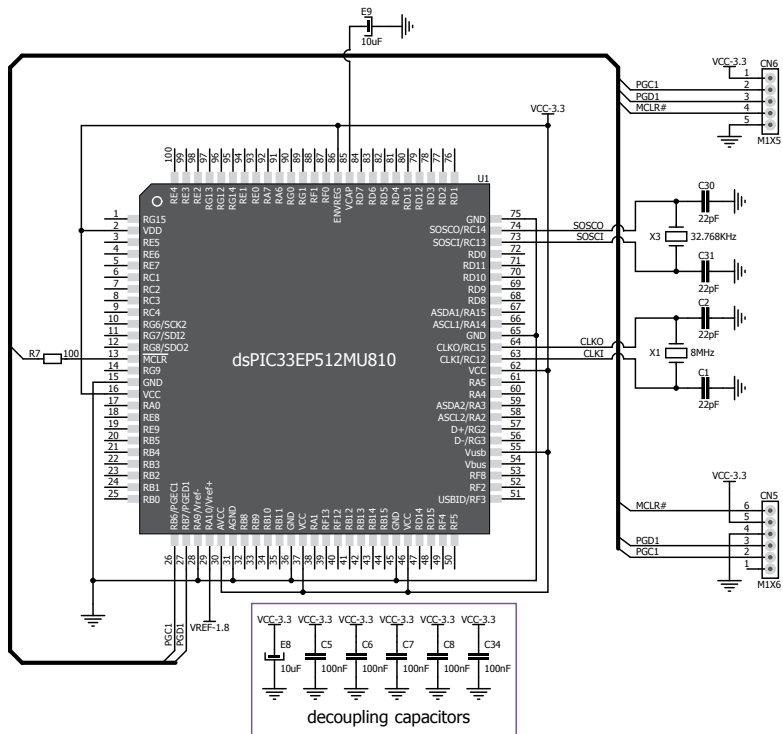 E9
10uF
VCC-3.3
CN6
1
PGC1 2
PGD1 3
MCLR# 4
5
M1X5
VCC-3.3
100 99 98 97 96 95 94 93 92 91 90 89 88 87 86 85 84 83 82 81 80 79 78 77 76
RE4 RE3 RE2 RG13 RG12 RG14 RE1 RE0 RA7 RA6 RG0 RG1 RF1 RF0 ENVREG VCAP RD7 RD6 RD5 RD4 RD13 RD12 RD3 RD2 RD1
U1
1 RG15
2 VDD
3 RE5
4 RE6
5 RE7
6 RC1
7 RC2
8 RC3
9 RC4
10 RG6/SCK2
11 RG7/SDI2
12 RG8/SDO2
R7 100 13 MCLR
14 RG9
15 GND
16 VCC
17 RA0
18 RE8
19 RE9
20 RB5
21 RB4
22 RB3
23 RB2
24 RB1
25 RB0
dsPIC33EP512MU810
GND 75
SOSCO/RC14 74 SOSCO
SOSCI/RC13 73 SOSCI
RD0 72
RD11 71
RD10 70
RD9 69
RD8 68
ASDA1/RA15 67
ASCL1/RA14 66
GND 65
CLKO/RC15 64 CLKO
CLKI/RC12 63 CLKI
VCC 62
RA5 61
RA4 60
ASDA2/RA3 59
ASCL2/RA2 58
D+/RG2 57
D-/RG3 56
Vusb 55
Vbus 54
RF8 53
RF2 52
USBID/RF3 51
C30
22pF
X3 32.768KHz
C31
22pF
C2
22pF
X1 8MHz
C1
22pF
RB6/PGEC1 RB7/PGED1 RA9/Vref- RA10/Vref+ AVCC AGND RB8 RB9 RB10 RB11 GND VCC RA1 RF13 RF12 RB12 RB13 RB14 RB15 GND VCC RD14 RD15 RF4 RF5
26 27 28 29 30 31 32 33 34 35 36 37 38 39 40 41 42 43 44 45 46 47 48 49 50
VCC-3.3
CN5
MCLR# 6
5
4
PGD1 3
PGC1 2
1
M1X6
PGC1
PGD1
VREF-1.8
VCC-3.3 VCC-3.3 VCC-3.3 VCC-3.3 VCC-3.3 VCC-3.3
E8 C5 C6 C7 C8 C34
10uF 100nF 100nF 100nF 100nF 100nF
decoupling capacitors